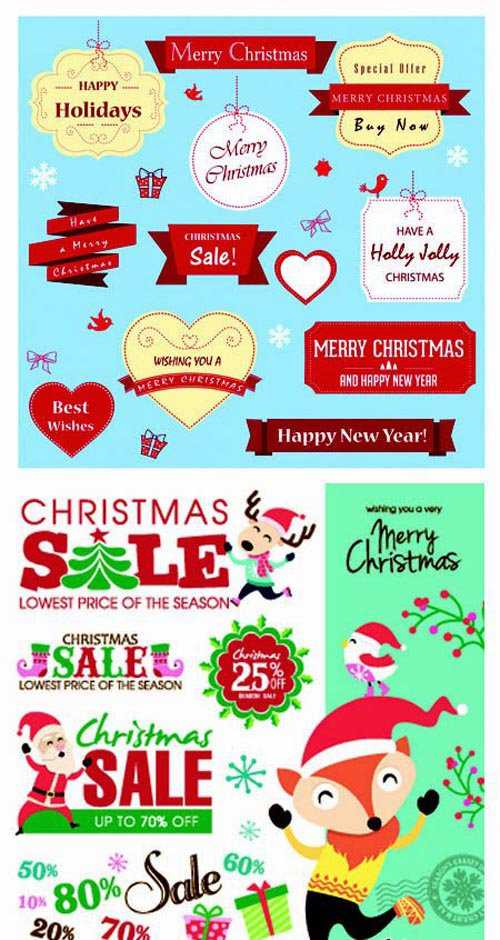 HAPPY
Holidays
Merry Christmas
Special Offer
MERRY CHRISTMAS
Buy Now
Merry
Christmas
Have
a Merry
Christmas
CHIRISTMAS
Sale!
HAVE A
Holly Jolly
CHRISTMAS
WISHING YOU A
MERRY CHRISTMAS
MERRY CHRISTMAS
AND HAPPY NEW YEAR
Best
Wishes
Happy New Year!
CHRISTMAS
SALE
LOWEST PRICE OF THE SEASON
wishing you a very
Merry
Christmas
CHRISTMAS
SALE
LOWEST PRICE OF THE SEASON
Christmas
25%
OFF
SEASON SALE
Christmas
SALE
UP TO 70% OFF
50%
10%
80%
Sale
60%
20%
70%